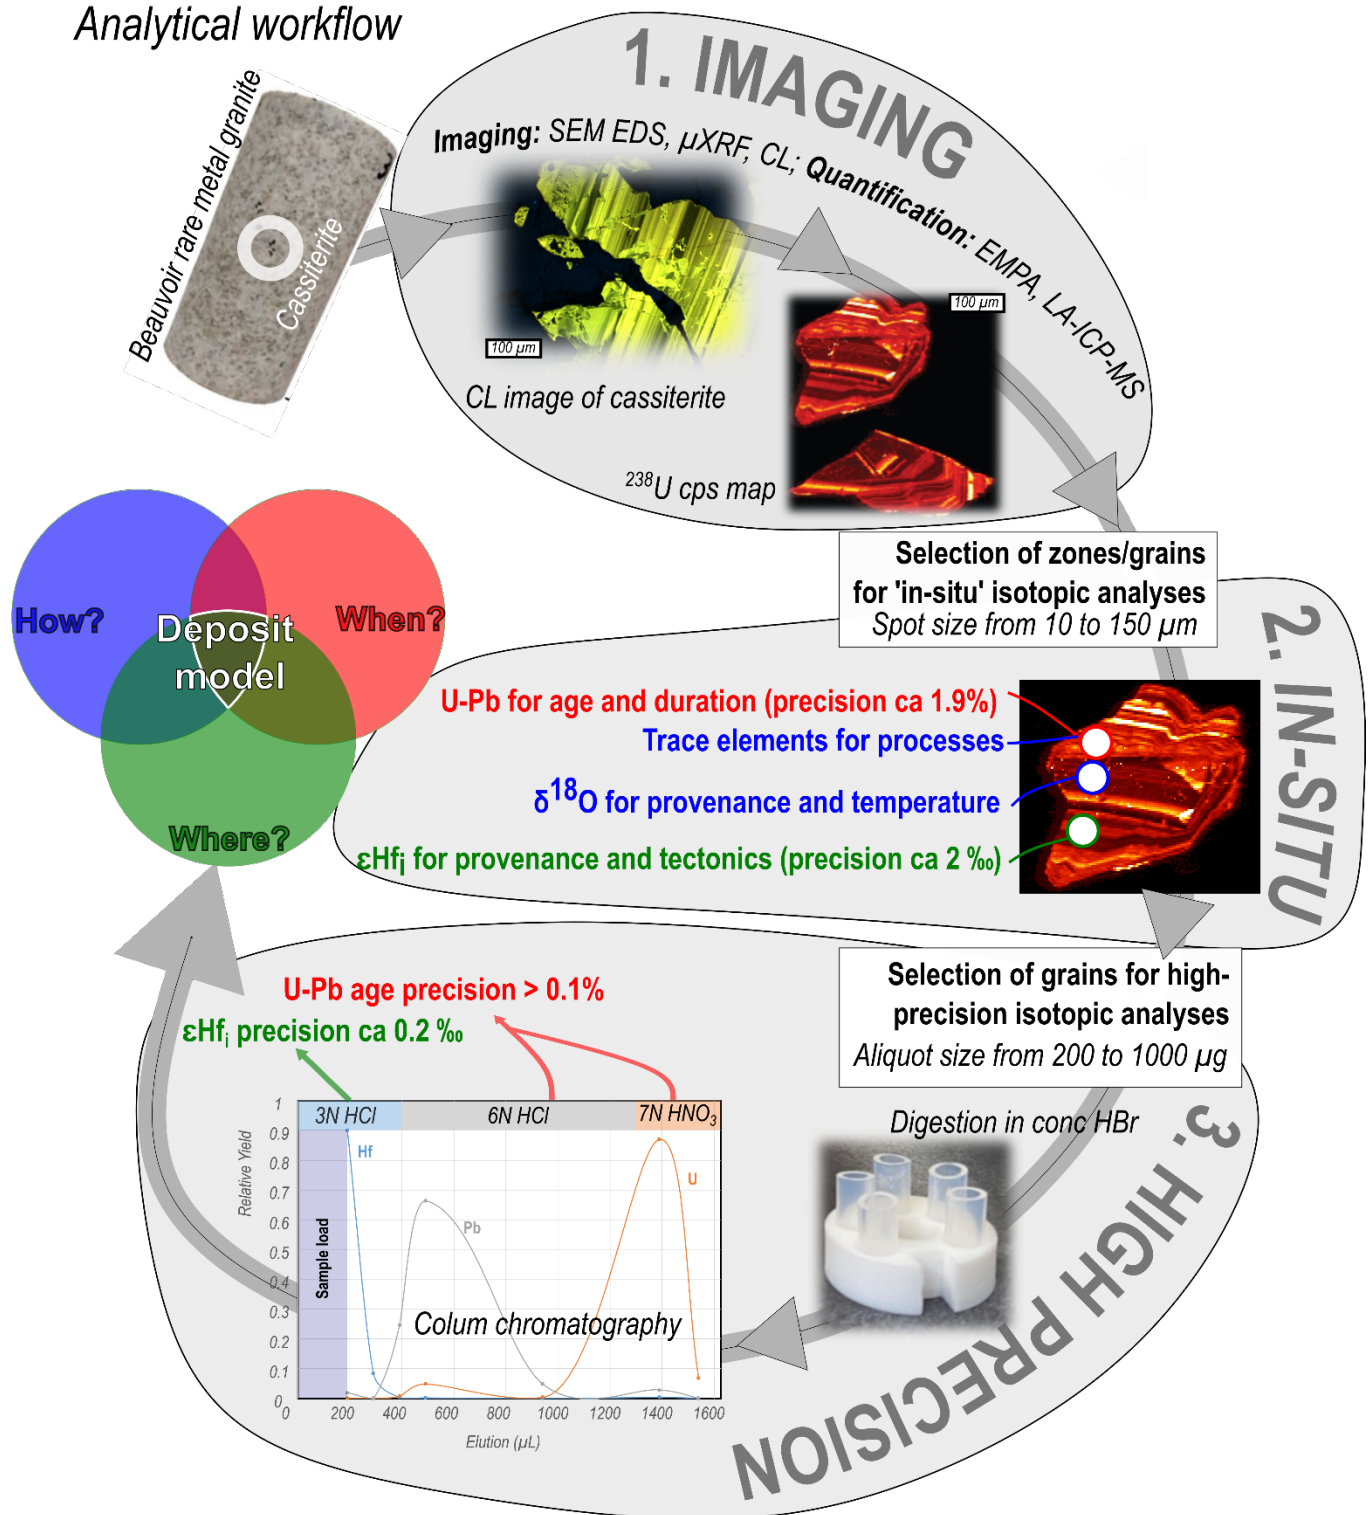 Analytical workflow
Beauvoir rare metal granite
Cassiterite
1. IMAGING
Imaging: SEM EDS, µXRF, CL; Quantification: EMPA, LA-ICP-MS
100 µm
CL image of cassiterite
100 µm
²³⁸U cps map
Selection of zones/grains
for 'in-situ' isotopic analyses
Spot size from 10 to 150 µm
2. IN-SITU
U-Pb for age and duration (precision ca 1.9%)
Trace elements for processes
δ¹⁸O for provenance and temperature
εHfᵢ for provenance and tectonics (precision ca 2 ‰)
How?
When?
Deposit
model
Where?
Selection of grains for high-
precision isotopic analyses
Aliquot size from 200 to 1000 µg
3. HIGH PRECISION
Digestion in conc HBr
U-Pb age precision > 0.1%
εHfᵢ precision ca 0.2 ‰
3N HCl
6N HCl
7N HNO₃
Relative Yield
1
0.9
0.8
0.7
0.6
0.5
0.4
0.3
0.2
0.1
0
Sample load
Hf
Pb
U
Colum chromatography
0
200
400
600
800
1000
1200
1400
1600
Elution (µL)